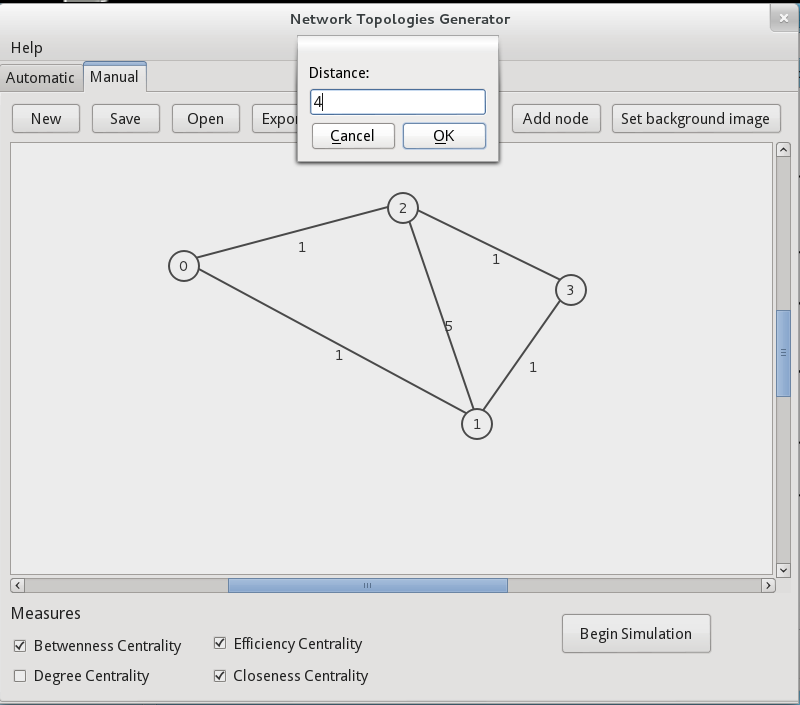 Network Topologies Generator
Help
Automatic Manual
Distance:
4
Cancel OK
New Save Open Expor Add node Set background image
2
0 1 1
3
5
1 1
1
Measures
Betwenness Centrality Efficiency Centrality
Degree Centrality Closeness Centrality
Begin Simulation